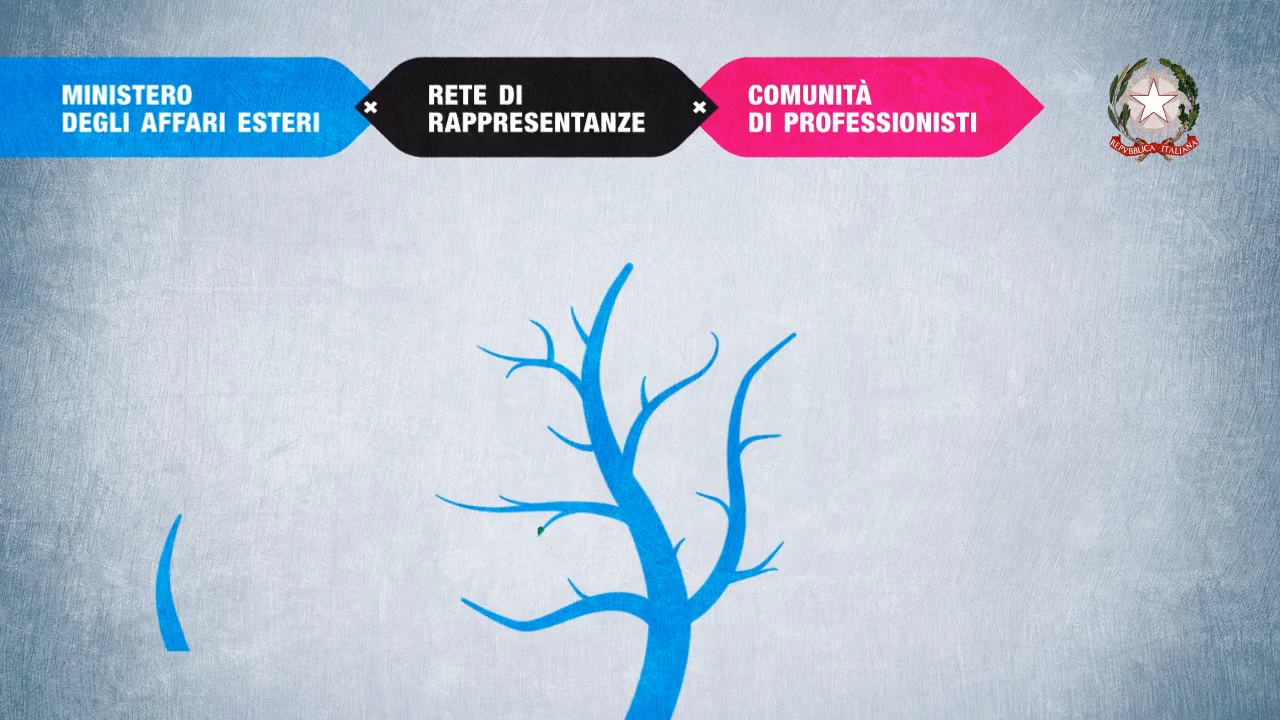 MINISTERO
DEGLI AFFARI ESTERI
RETE DI
RAPPRESENTANZE
COMUNITÀ
DI PROFESSIONISTI
REPVBBLICA ITALIANA